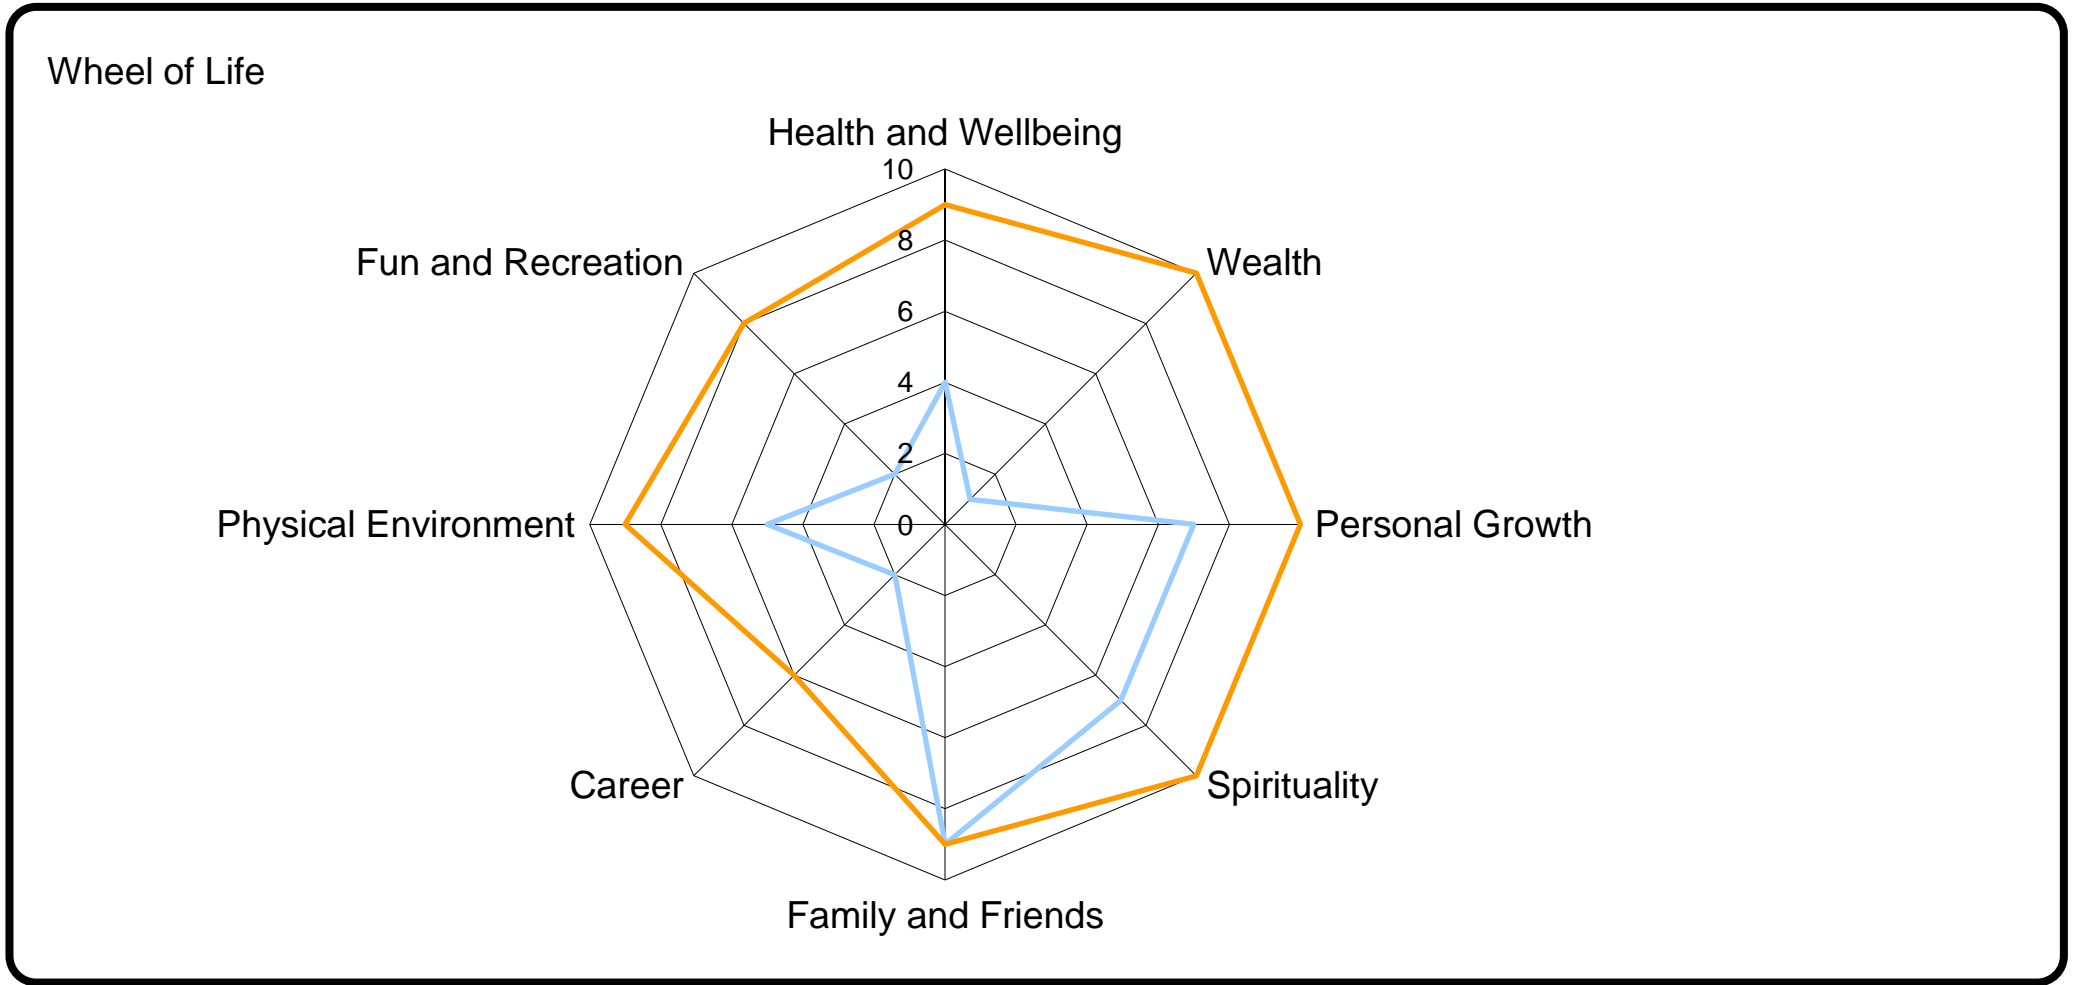 Wheel of Life
Health and Wellbeing
10
Fun and Recreation
8
Wealth
6
4
2
Physical Environment
0
Personal Growth
Career
Spirituality
Family and Friends